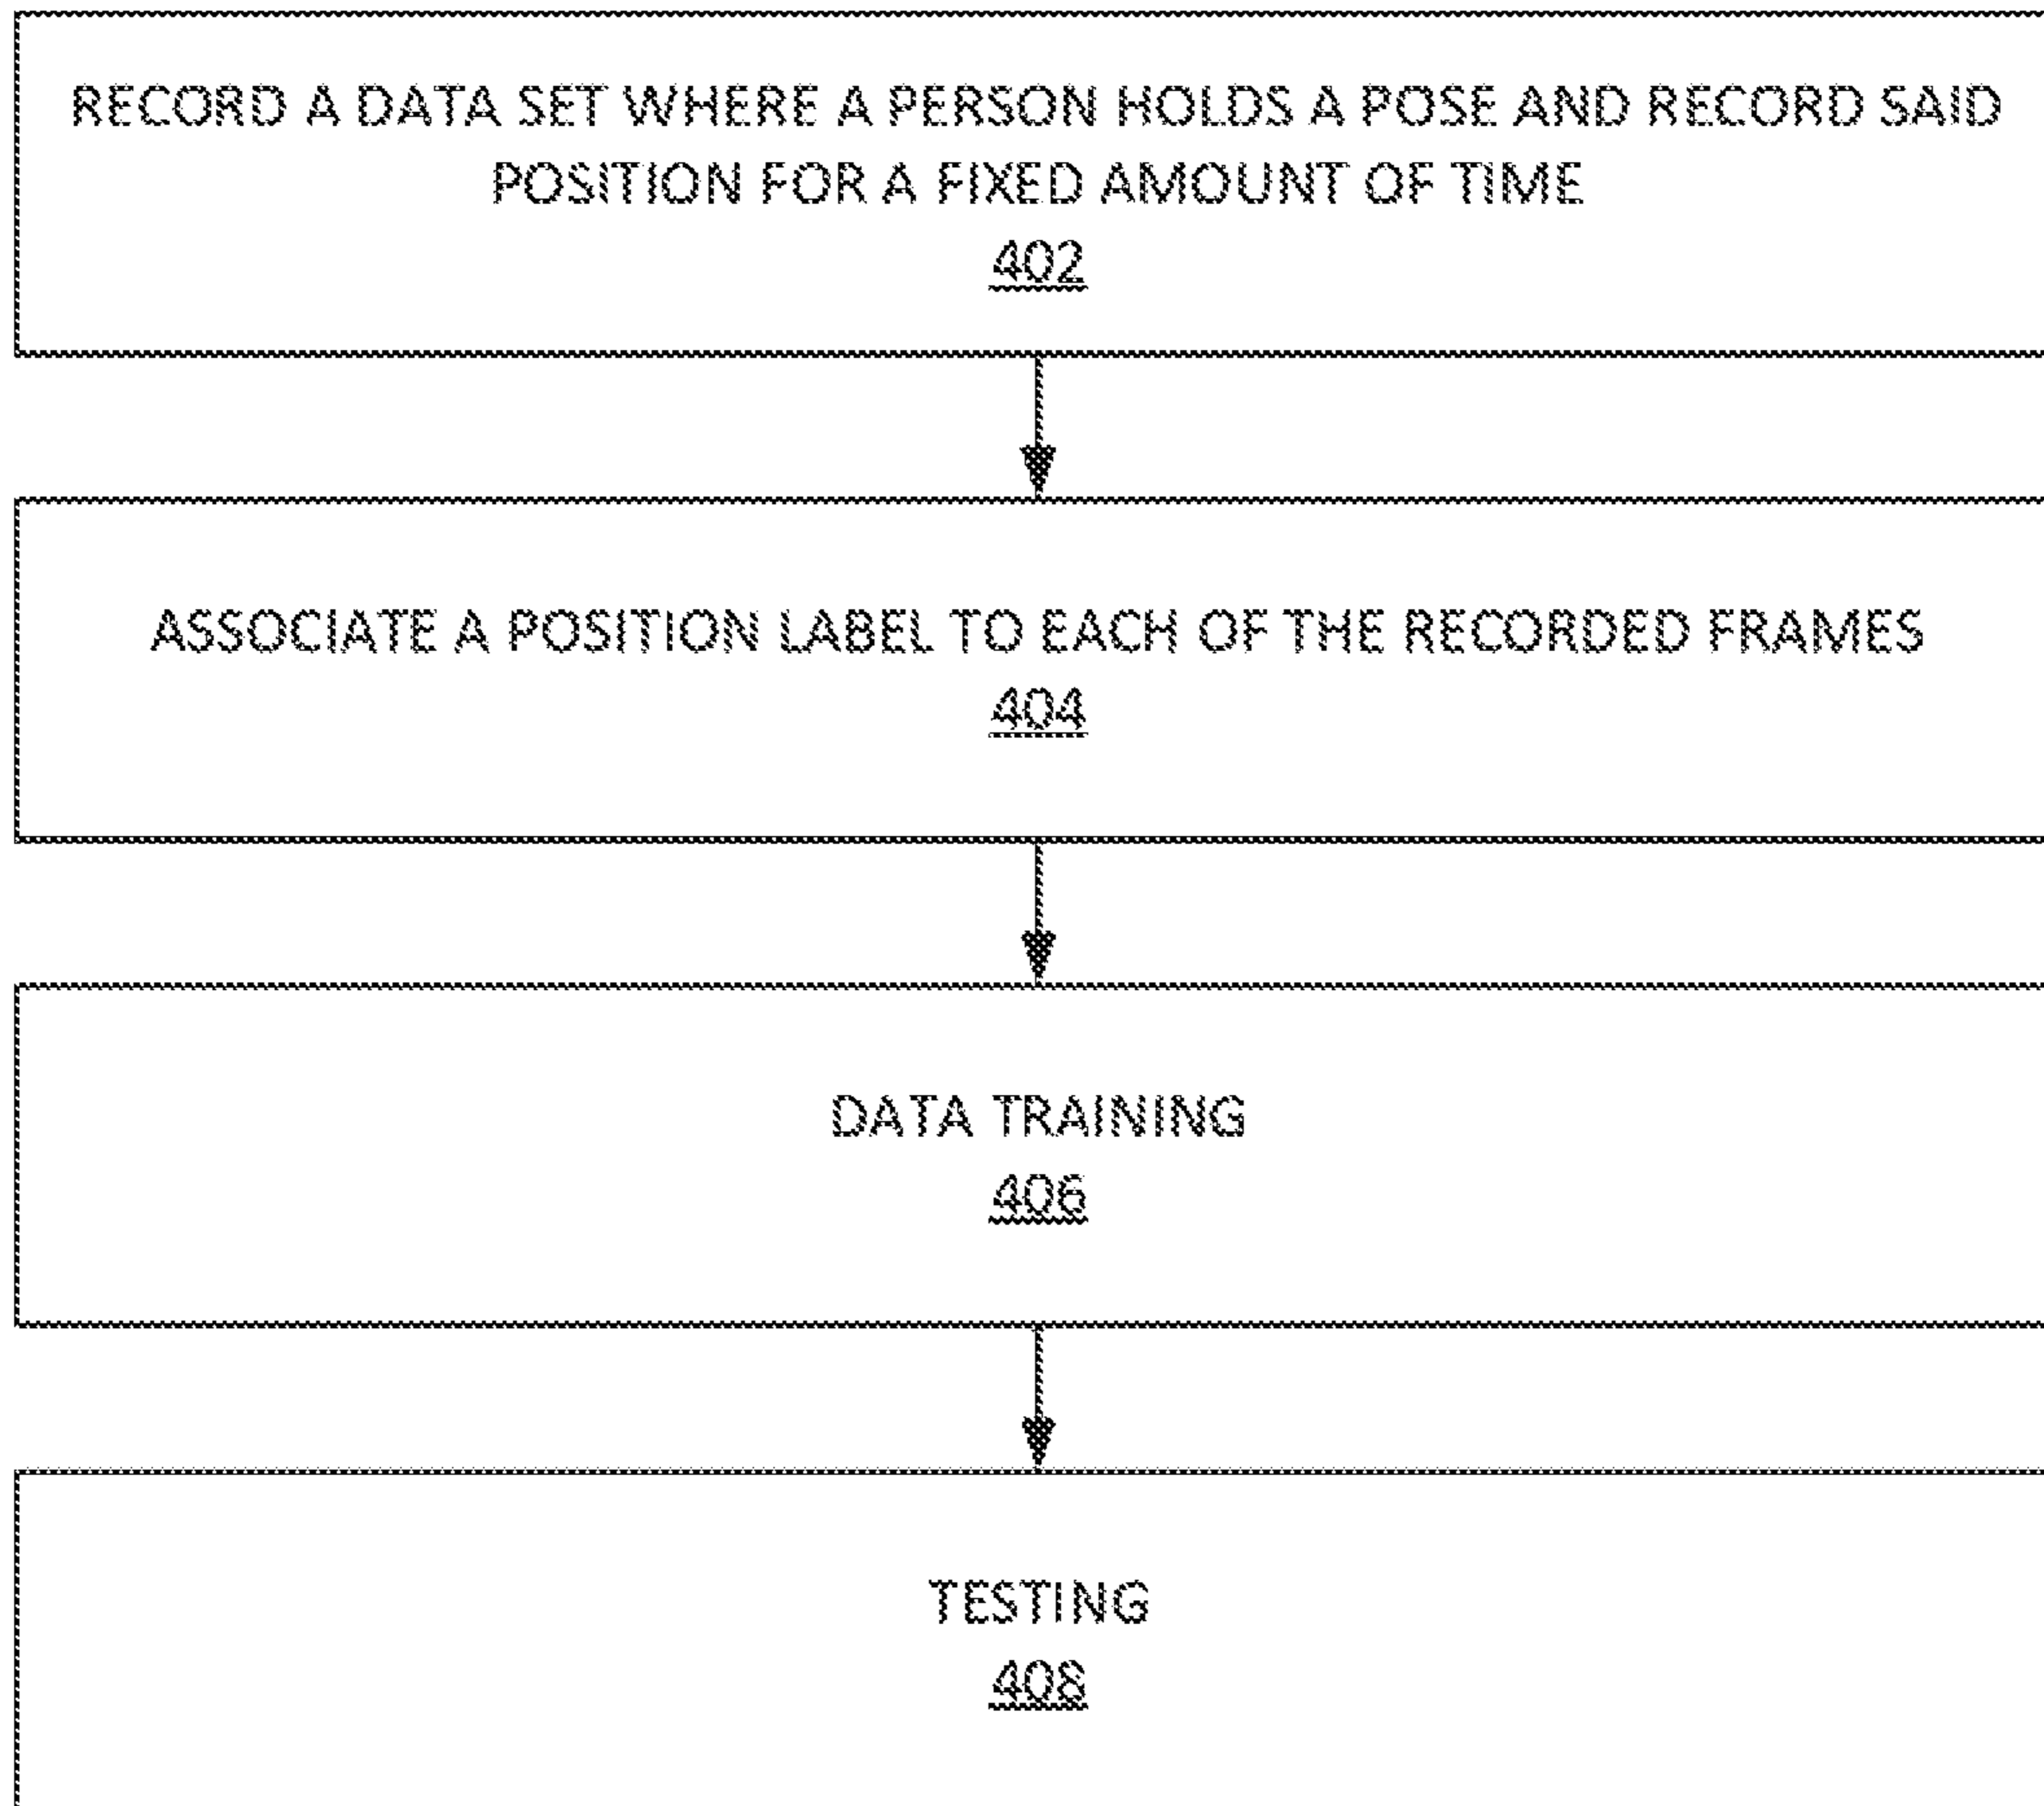 RECORD A DATA SET WHERE A PERSON HOLDS A POSE AND RECORD SAID
POSITION FOR A FIXED AMOUNT OF TIME
402
ASSOCIATE A POSITION LABEL TO EACH OF THE RECORDED FRAMES
404
DATA TRAINING
406
TESTING
408